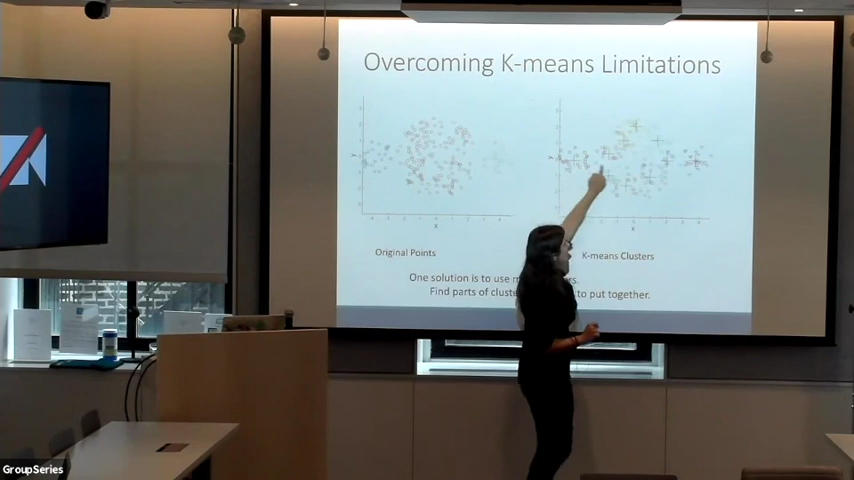 Overcoming K-means Limitations
Original Points
K-means Clusters
One solution is to use
Find parts of to put together.
GroupSeries